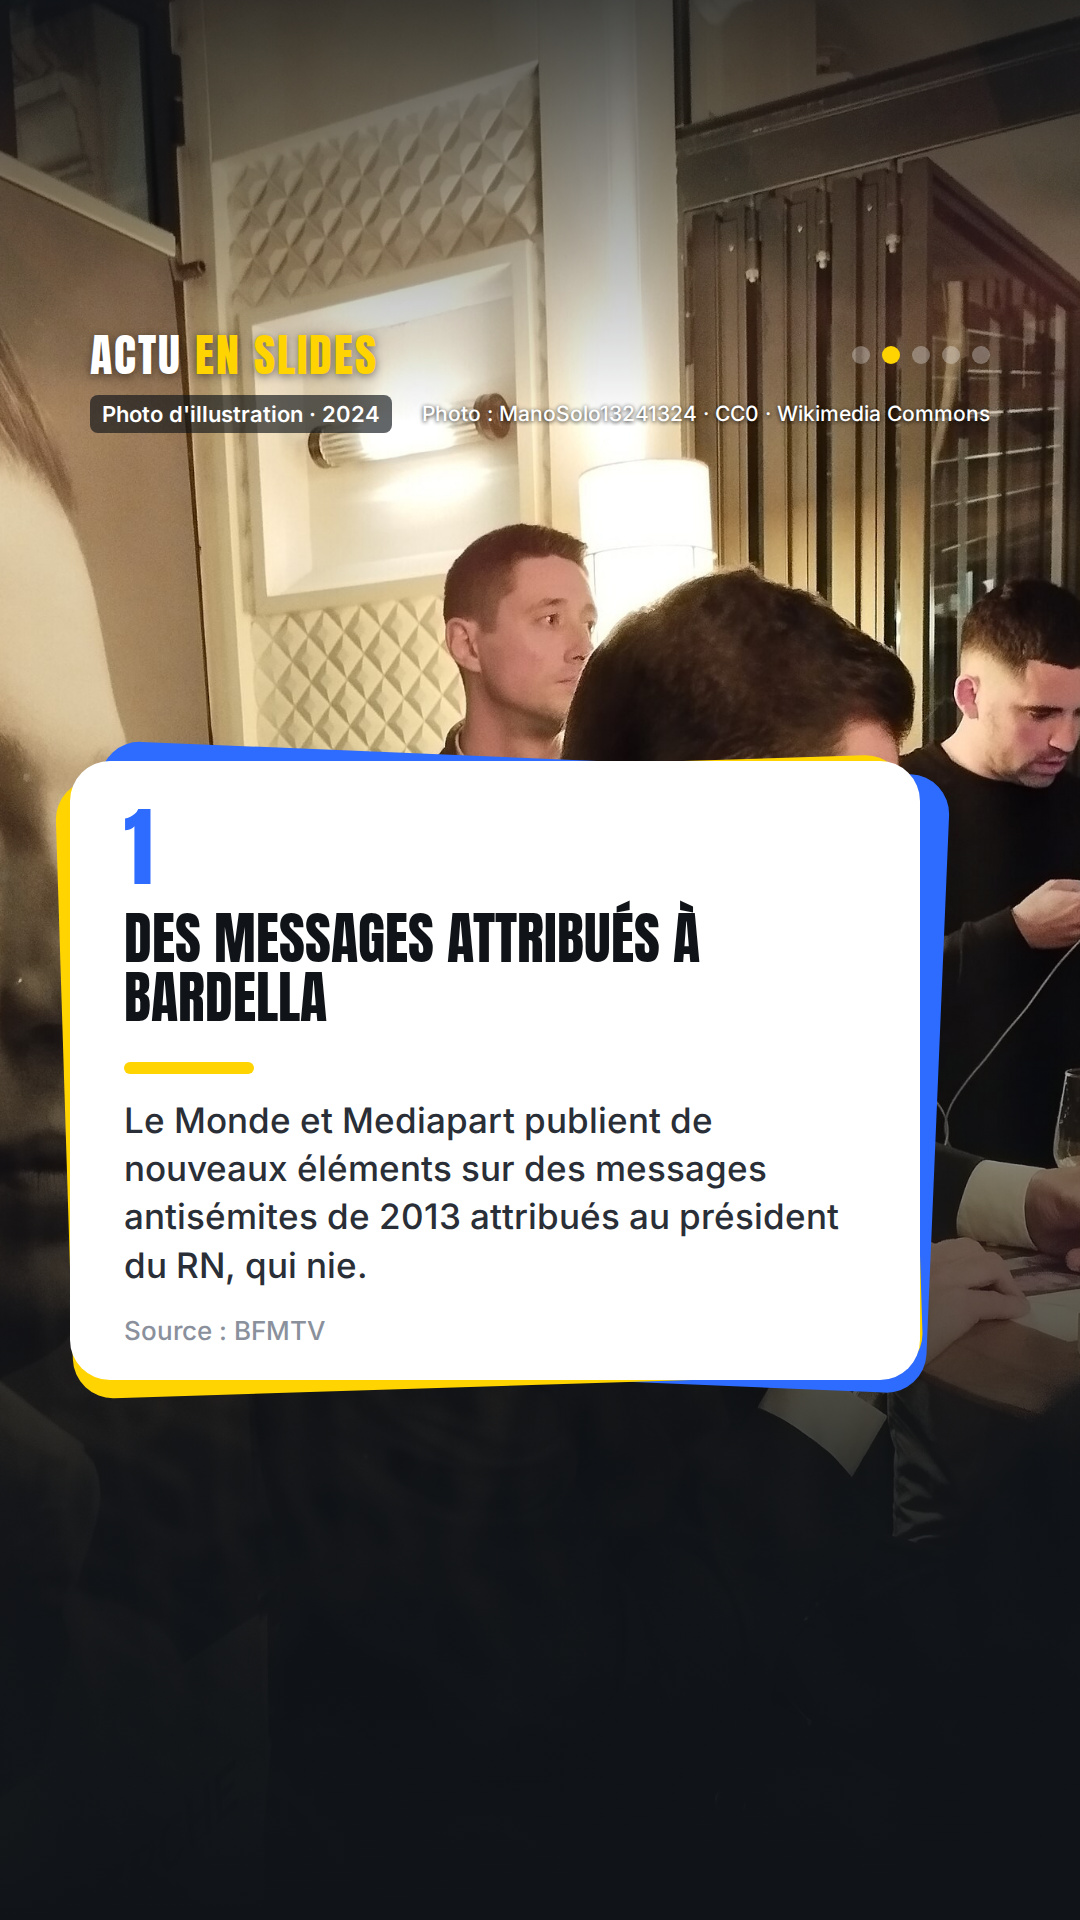 ACTU EN SLIDES
Photo d'illustration · 2024
Photo : ManoSolo13241324 · CC0 · Wikimedia Commons
1
DES MESSAGES ATTRIBUÉS À
BARDELLA
Le Monde et Mediapart publient de
nouveaux éléments sur des messages
antisémites de 2013 attribués au président
du RN, qui nie.
Source : BFMTV